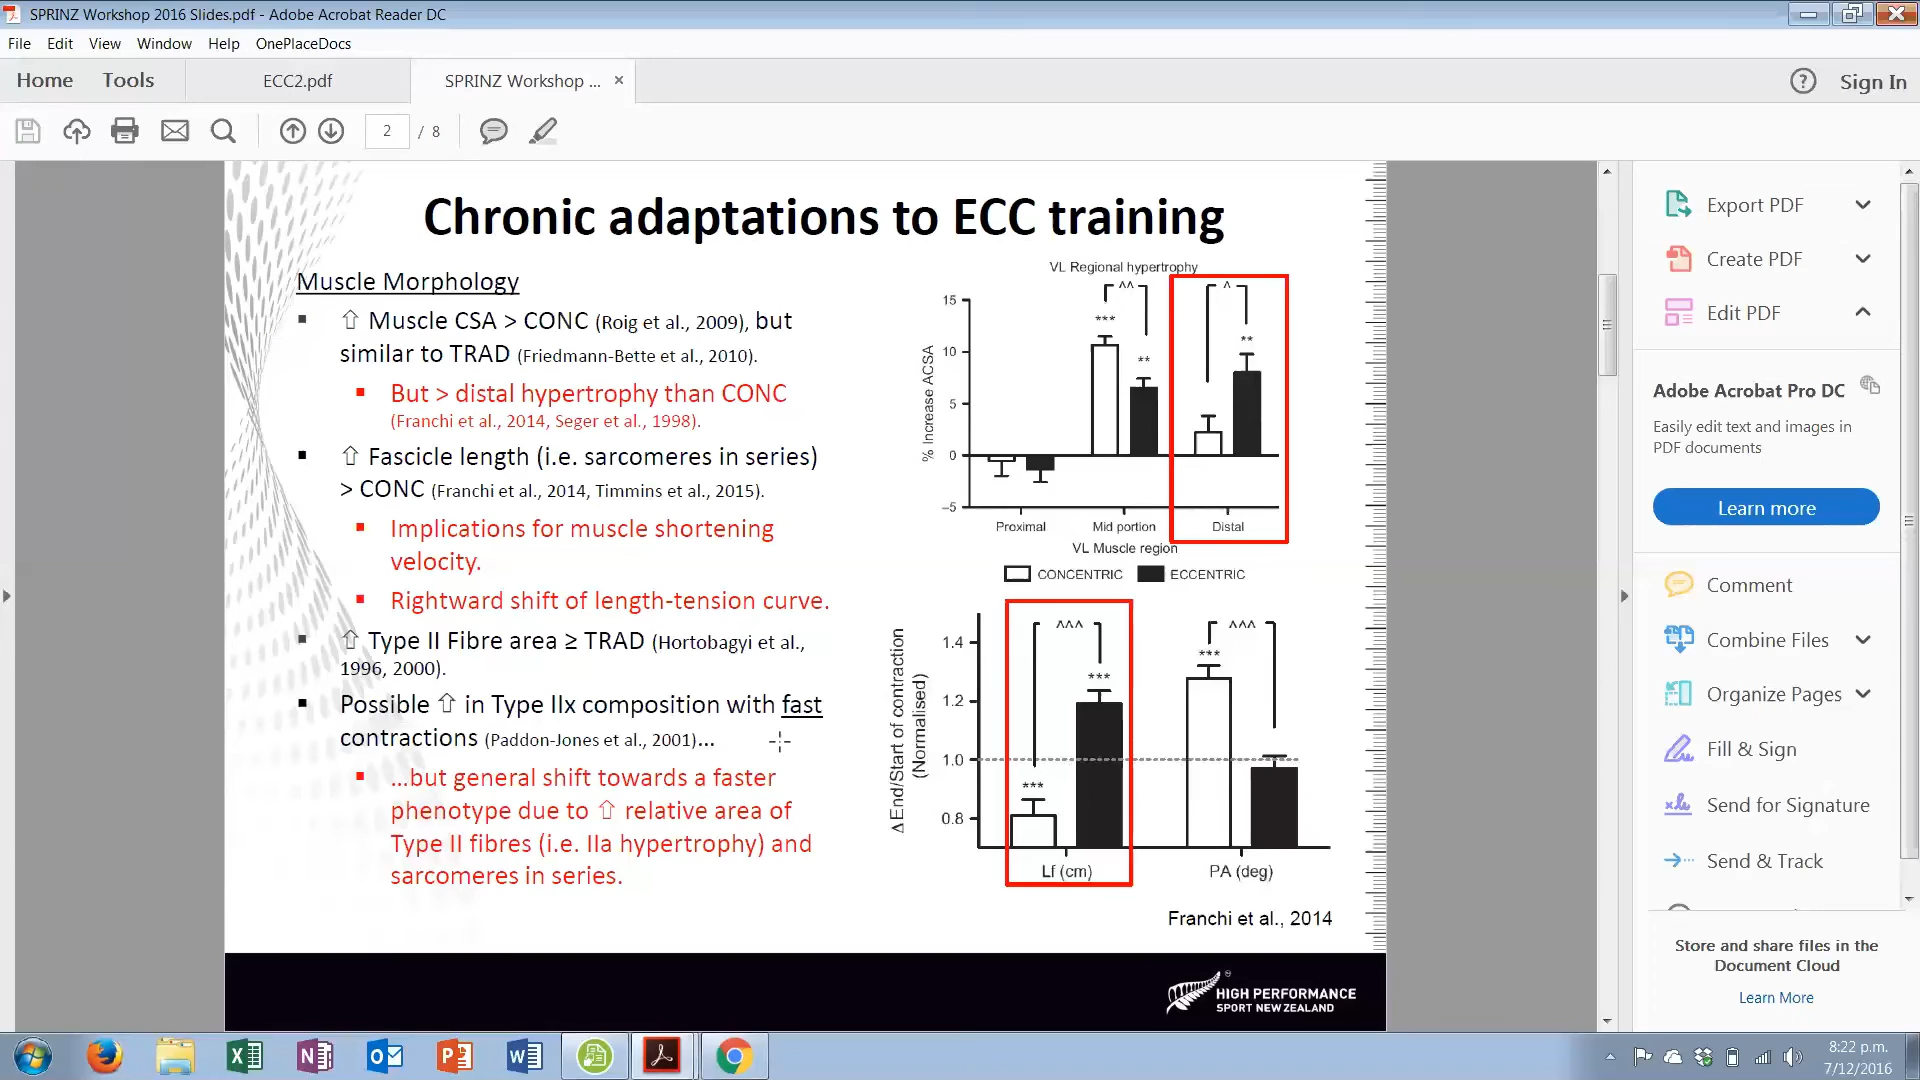 SPRINZ Workshop 2016 Slides.pdf - Adobe Acrobat Reader DC
File Edit View Window Help OnePlaceDocs
Home Tools ECC2.pdf SPRINZ Workshop ... × ? Sign In
2 / 8
Chronic adaptations to ECC training
Muscle Morphology
▪ ⇧ Muscle CSA > CONC (Roig et al., 2009), but
similar to TRAD (Friedmann-Bette et al., 2010).
▪ But > distal hypertrophy than CONC
(Franchi et al., 2014, Seger et al., 1998).
▪ ⇧ Fascicle length (i.e. sarcomeres in series)
> CONC (Franchi et al., 2014, Timmins et al., 2015).
▪ Implications for muscle shortening
velocity.
▪ Rightward shift of length-tension curve.
▪ ⇧ Type II Fibre area ≥ TRAD (Hortobagyi et al.,
1996, 2000).
▪ Possible ⇧ in Type IIx composition with fast
contractions (Paddon-Jones et al., 2001)...
▪ ...but general shift towards a faster
phenotype due to ⇧ relative area of
Type II fibres (i.e. IIa hypertrophy) and
sarcomeres in series.
VL Regional hypertrophy
% Increase ACSA
15
10
5
0
–5
^^ ^
*** ** **
Proximal Mid portion Distal
VL Muscle region
CONCENTRIC ECCENTRIC
ΔEnd/Start of contraction
(Normalised)
1.4
1.2
1.0
0.8
^^^ ^^^
*** *** ***
Lf (cm) PA (deg)
Franchi et al., 2014
HIGH PERFORMANCE
SPORT NEW ZEALAND
®
Export PDF
Create PDF
Edit PDF
Adobe Acrobat Pro DC
Easily edit text and images in
PDF documents
Learn more
Comment
Combine Files
Organize Pages
Fill & Sign
Send for Signature
Send & Track
Store and share files in the
Document Cloud
Learn More
8:22 p.m.
7/12/2016